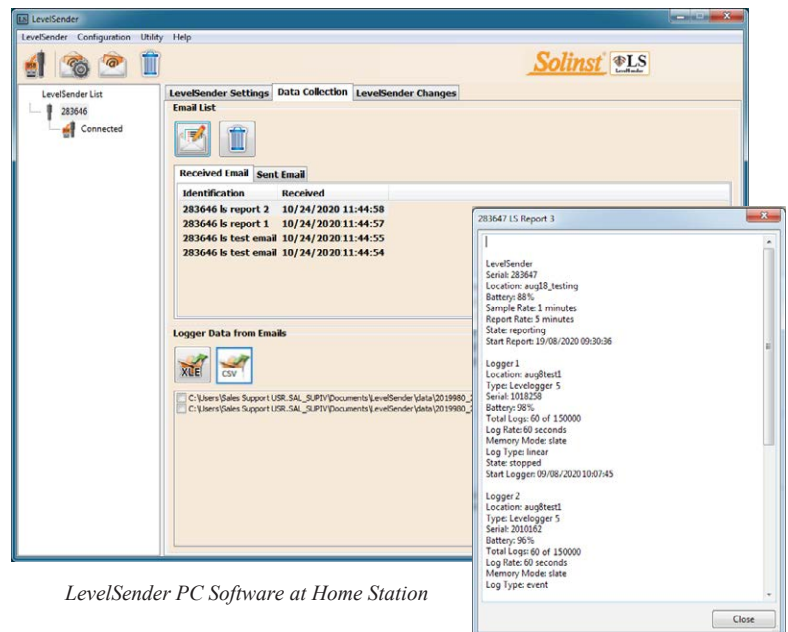 LevelSender
LevelSender Configuration Utility Help
Solinst LS
LevelSender
LevelSender List
283646
Connected
LevelSender Settings Data Collection LevelSender Changes
Email List
Received Email Sent Email
Identification Received
283646 ls report 2 10/24/2020 11:44:58
283646 ls report 1 10/24/2020 11:44:57
283646 ls test email 10/24/2020 11:44:55
283646 ls test email 10/24/2020 11:44:54
Logger Data from Emails
XLE CSV
C:\Users\Sales Support USR.SAL_SUPIV\Documents\LevelSender\data\2019980_
C:\Users\Sales Support USR.SAL_SUPIV\Documents\LevelSender\data\2019980_
283647 LS Report 3
LevelSender
Serial: 283647
Location: aug18_testing
Battery: 88%
Sample Rate: 1 minutes
Report Rate: 5 minutes
State: reporting
Start Report: 19/08/2020 09:30:36
Logger 1
Location: aug8test1
Type: Levelogger 5
Serial: 1018258
Battery: 98%
Total Logs: 60 of 150000
Log Rate: 60 seconds
Memory Mode: slate
Log Type: linear
State: stopped
Start Logger: 09/08/2020 10:07:45
Logger 2
Location: aug8test1
Type: Levelogger 5
Serial: 2010162
Battery: 96%
Total Logs: 60 of 150000
Log Rate: 60 seconds
Memory Mode: slate
Log Type: event
Close
LevelSender PC Software at Home Station